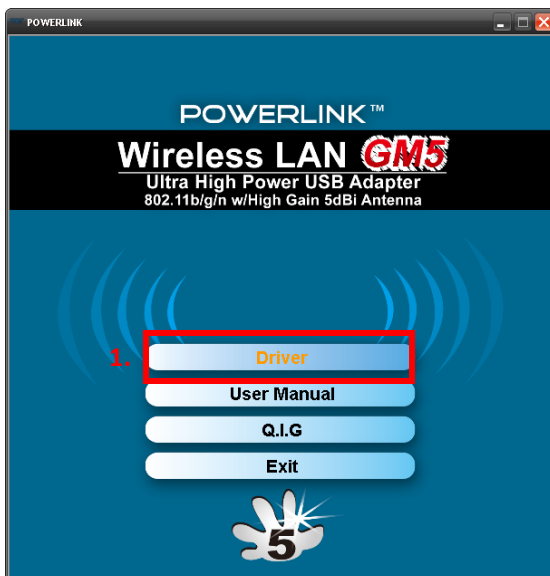 POWERLINK
POWERLINK™
Wireless LAN GM5
Ultra High Power USB Adapter
802.11b/g/n w/High Gain 5dBi Antenna
1. Driver
User Manual
Q.I.G
Exit
5